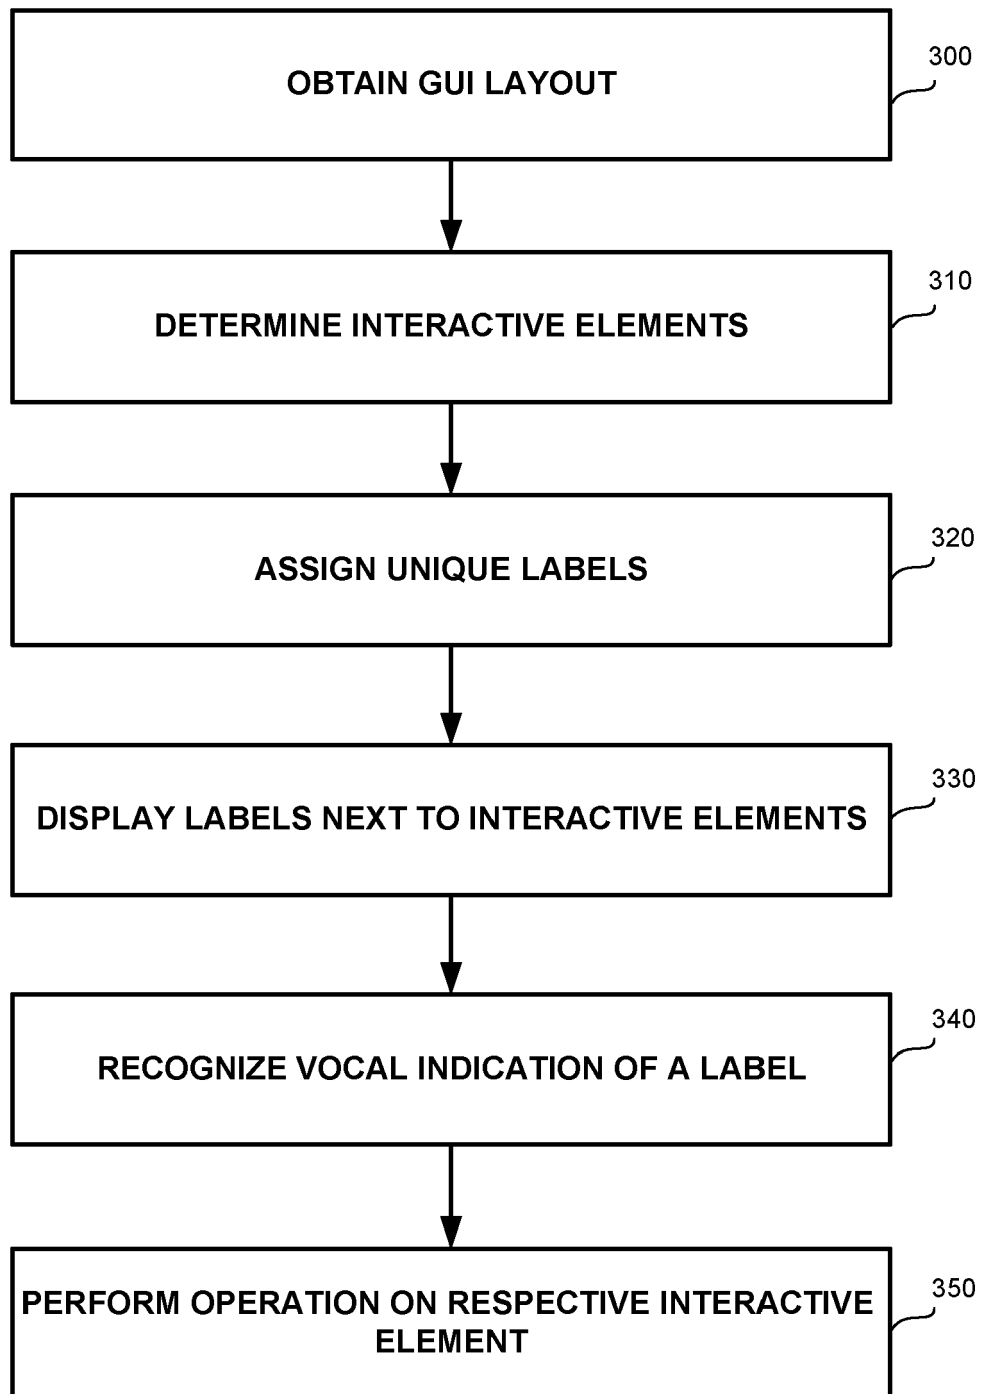 OBTAIN GUI LAYOUT
300
DETERMINE INTERACTIVE ELEMENTS
310
ASSIGN UNIQUE LABELS
320
DISPLAY LABELS NEXT TO INTERACTIVE ELEMENTS
330
RECOGNIZE VOCAL INDICATION OF A LABEL
340
PERFORM OPERATION ON RESPECTIVE INTERACTIVE
ELEMENT
350